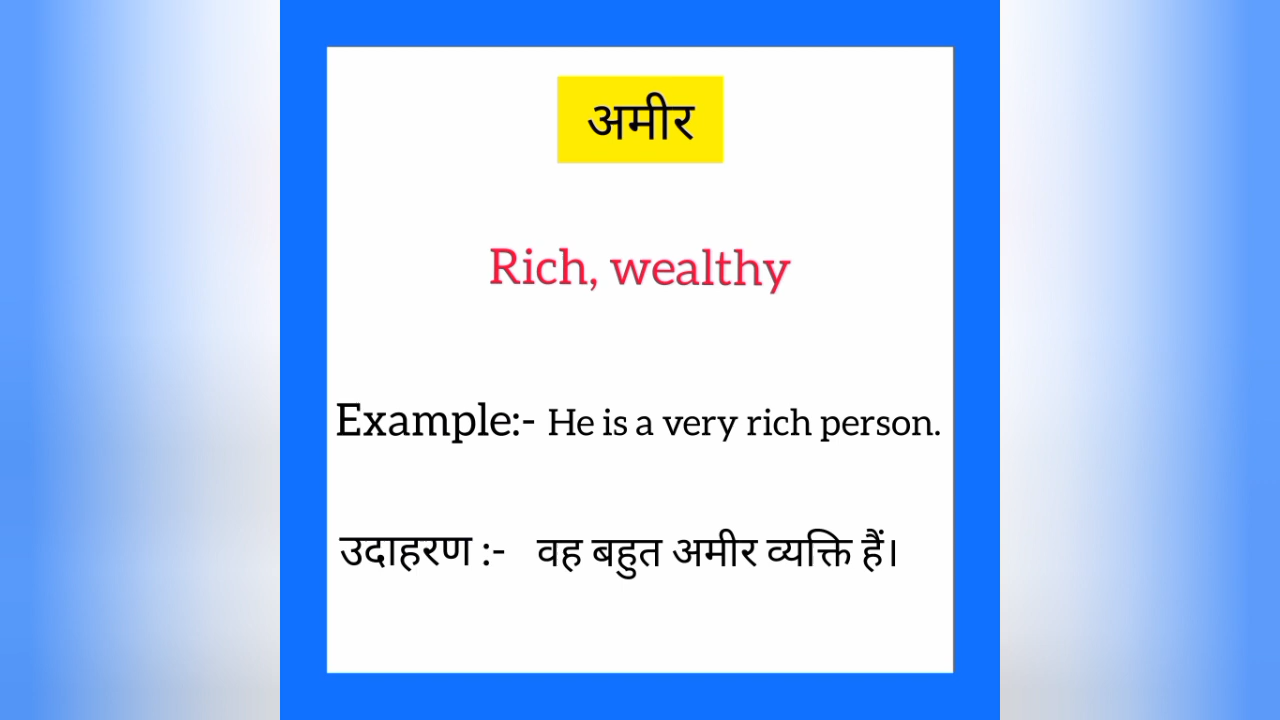 अमीर
Rich, wealthy
Example:- He is a very rich person.
उदाहरण :- वह बहुत अमीर व्यक्ति हैं।